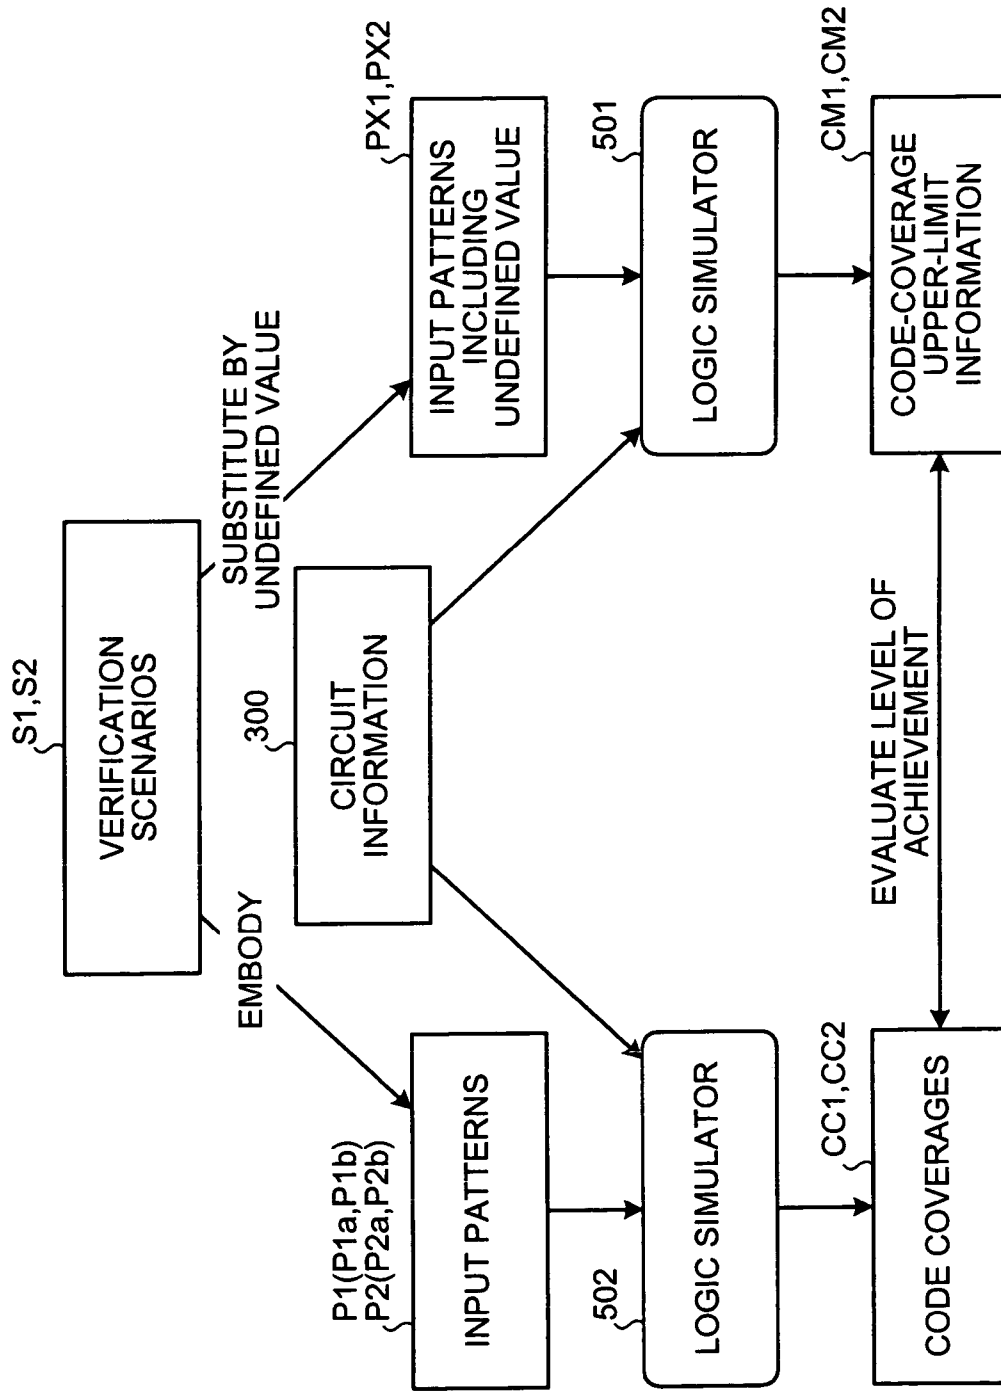 S1,S2
VERIFICATION
SCENARIOS
EMBODY
SUBSTITUTE BY
UNDEFINED VALUE
300
CIRCUIT
INFORMATION
P1(P1a,P1b)
P2(P2a,P2b)
INPUT PATTERNS
PX1,PX2
INPUT PATTERNS
INCLUDING
UNDEFINED VALUE
502
LOGIC SIMULATOR
501
LOGIC SIMULATOR
CC1,CC2
CODE COVERAGES
EVALUATE LEVEL OF
ACHIEVEMENT
CM1,CM2
CODE-COVERAGE
UPPER-LIMIT
INFORMATION